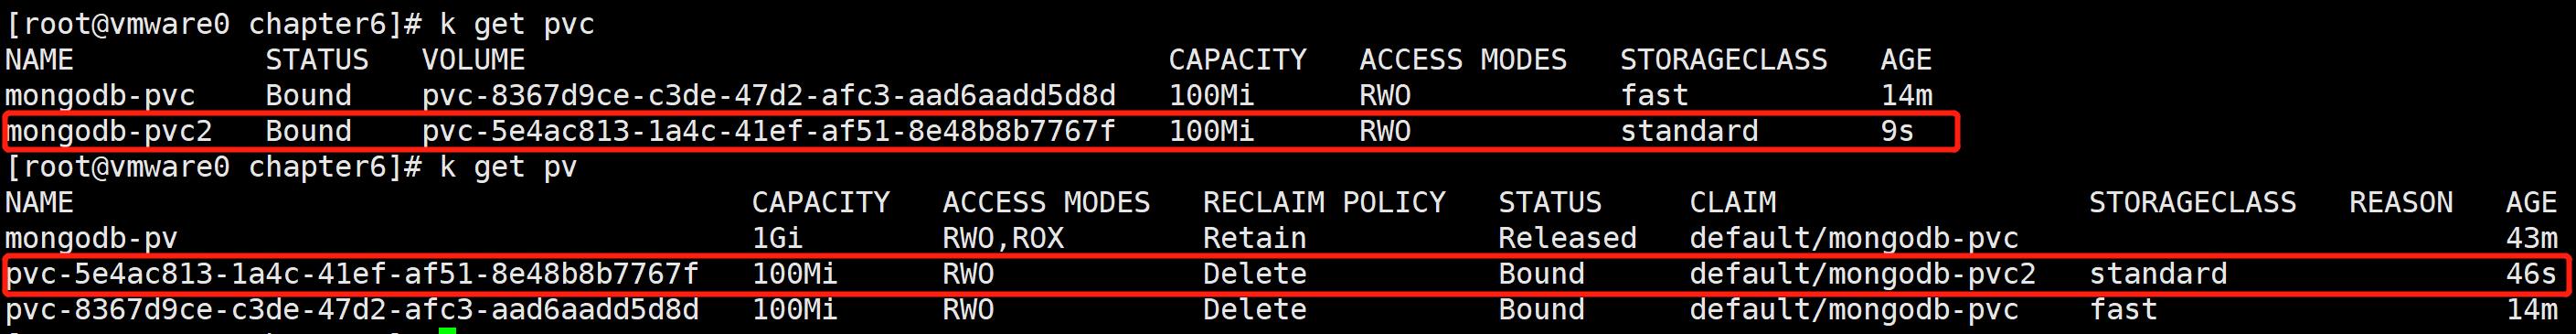 [root@vmware0 chapter6]# k get pvc
NAME           STATUS   VOLUME                                     CAPACITY   ACCESS MODES   STORAGECLASS   AGE
mongodb-pvc    Bound    pvc-8367d9ce-c3de-47d2-afc3-aad6aadd5d8d   100Mi      RWO            fast           14m
mongodb-pvc2   Bound    pvc-5e4ac813-1a4c-41ef-af51-8e48b8b7767f   100Mi      RWO            standard       9s
[root@vmware0 chapter6]# k get pv
NAME                                       CAPACITY   ACCESS MODES   RECLAIM POLICY   STATUS     CLAIM                  STORAGECLASS   REASON   AGE
mongodb-pv                                 1Gi        RWO,ROX        Retain           Released   default/mongodb-pvc                            43m
pvc-5e4ac813-1a4c-41ef-af51-8e48b8b7767f   100Mi      RWO            Delete           Bound      default/mongodb-pvc2   standard                46s
pvc-8367d9ce-c3de-47d2-afc3-aad6aadd5d8d   100Mi      RWO            Delete           Bound      default/mongodb-pvc    fast                    14m